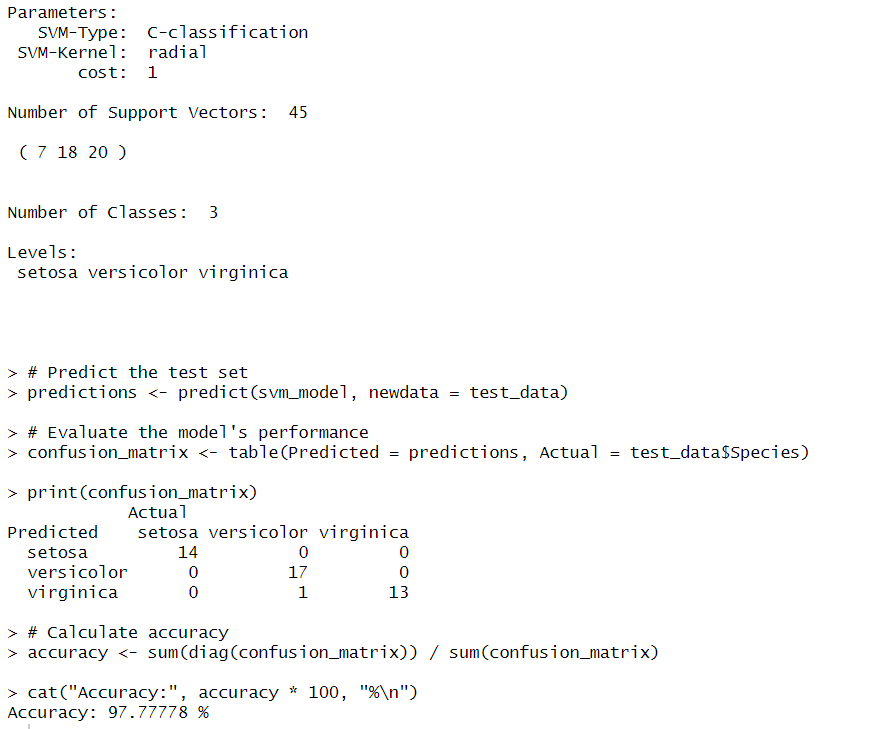 Parameters:
   SVM-Type:  C-classification
 SVM-Kernel:  radial
       cost:  1
Number of Support Vectors:  45
 ( 7 18 20 )
Number of Classes:  3
Levels:
 setosa versicolor virginica
> # Predict the test set
> predictions <- predict(svm_model, newdata = test_data)
> # Evaluate the model's performance
> confusion_matrix <- table(Predicted = predictions, Actual = test_data$Species)
> print(confusion_matrix)
            Actual
Predicted    setosa versicolor virginica
  setosa         14          0         0
  versicolor      0         17         0
  virginica       0          1        13
> # Calculate accuracy
> accuracy <- sum(diag(confusion_matrix)) / sum(confusion_matrix)
> cat("Accuracy:", accuracy * 100, "%\n")
Accuracy: 97.77778 %